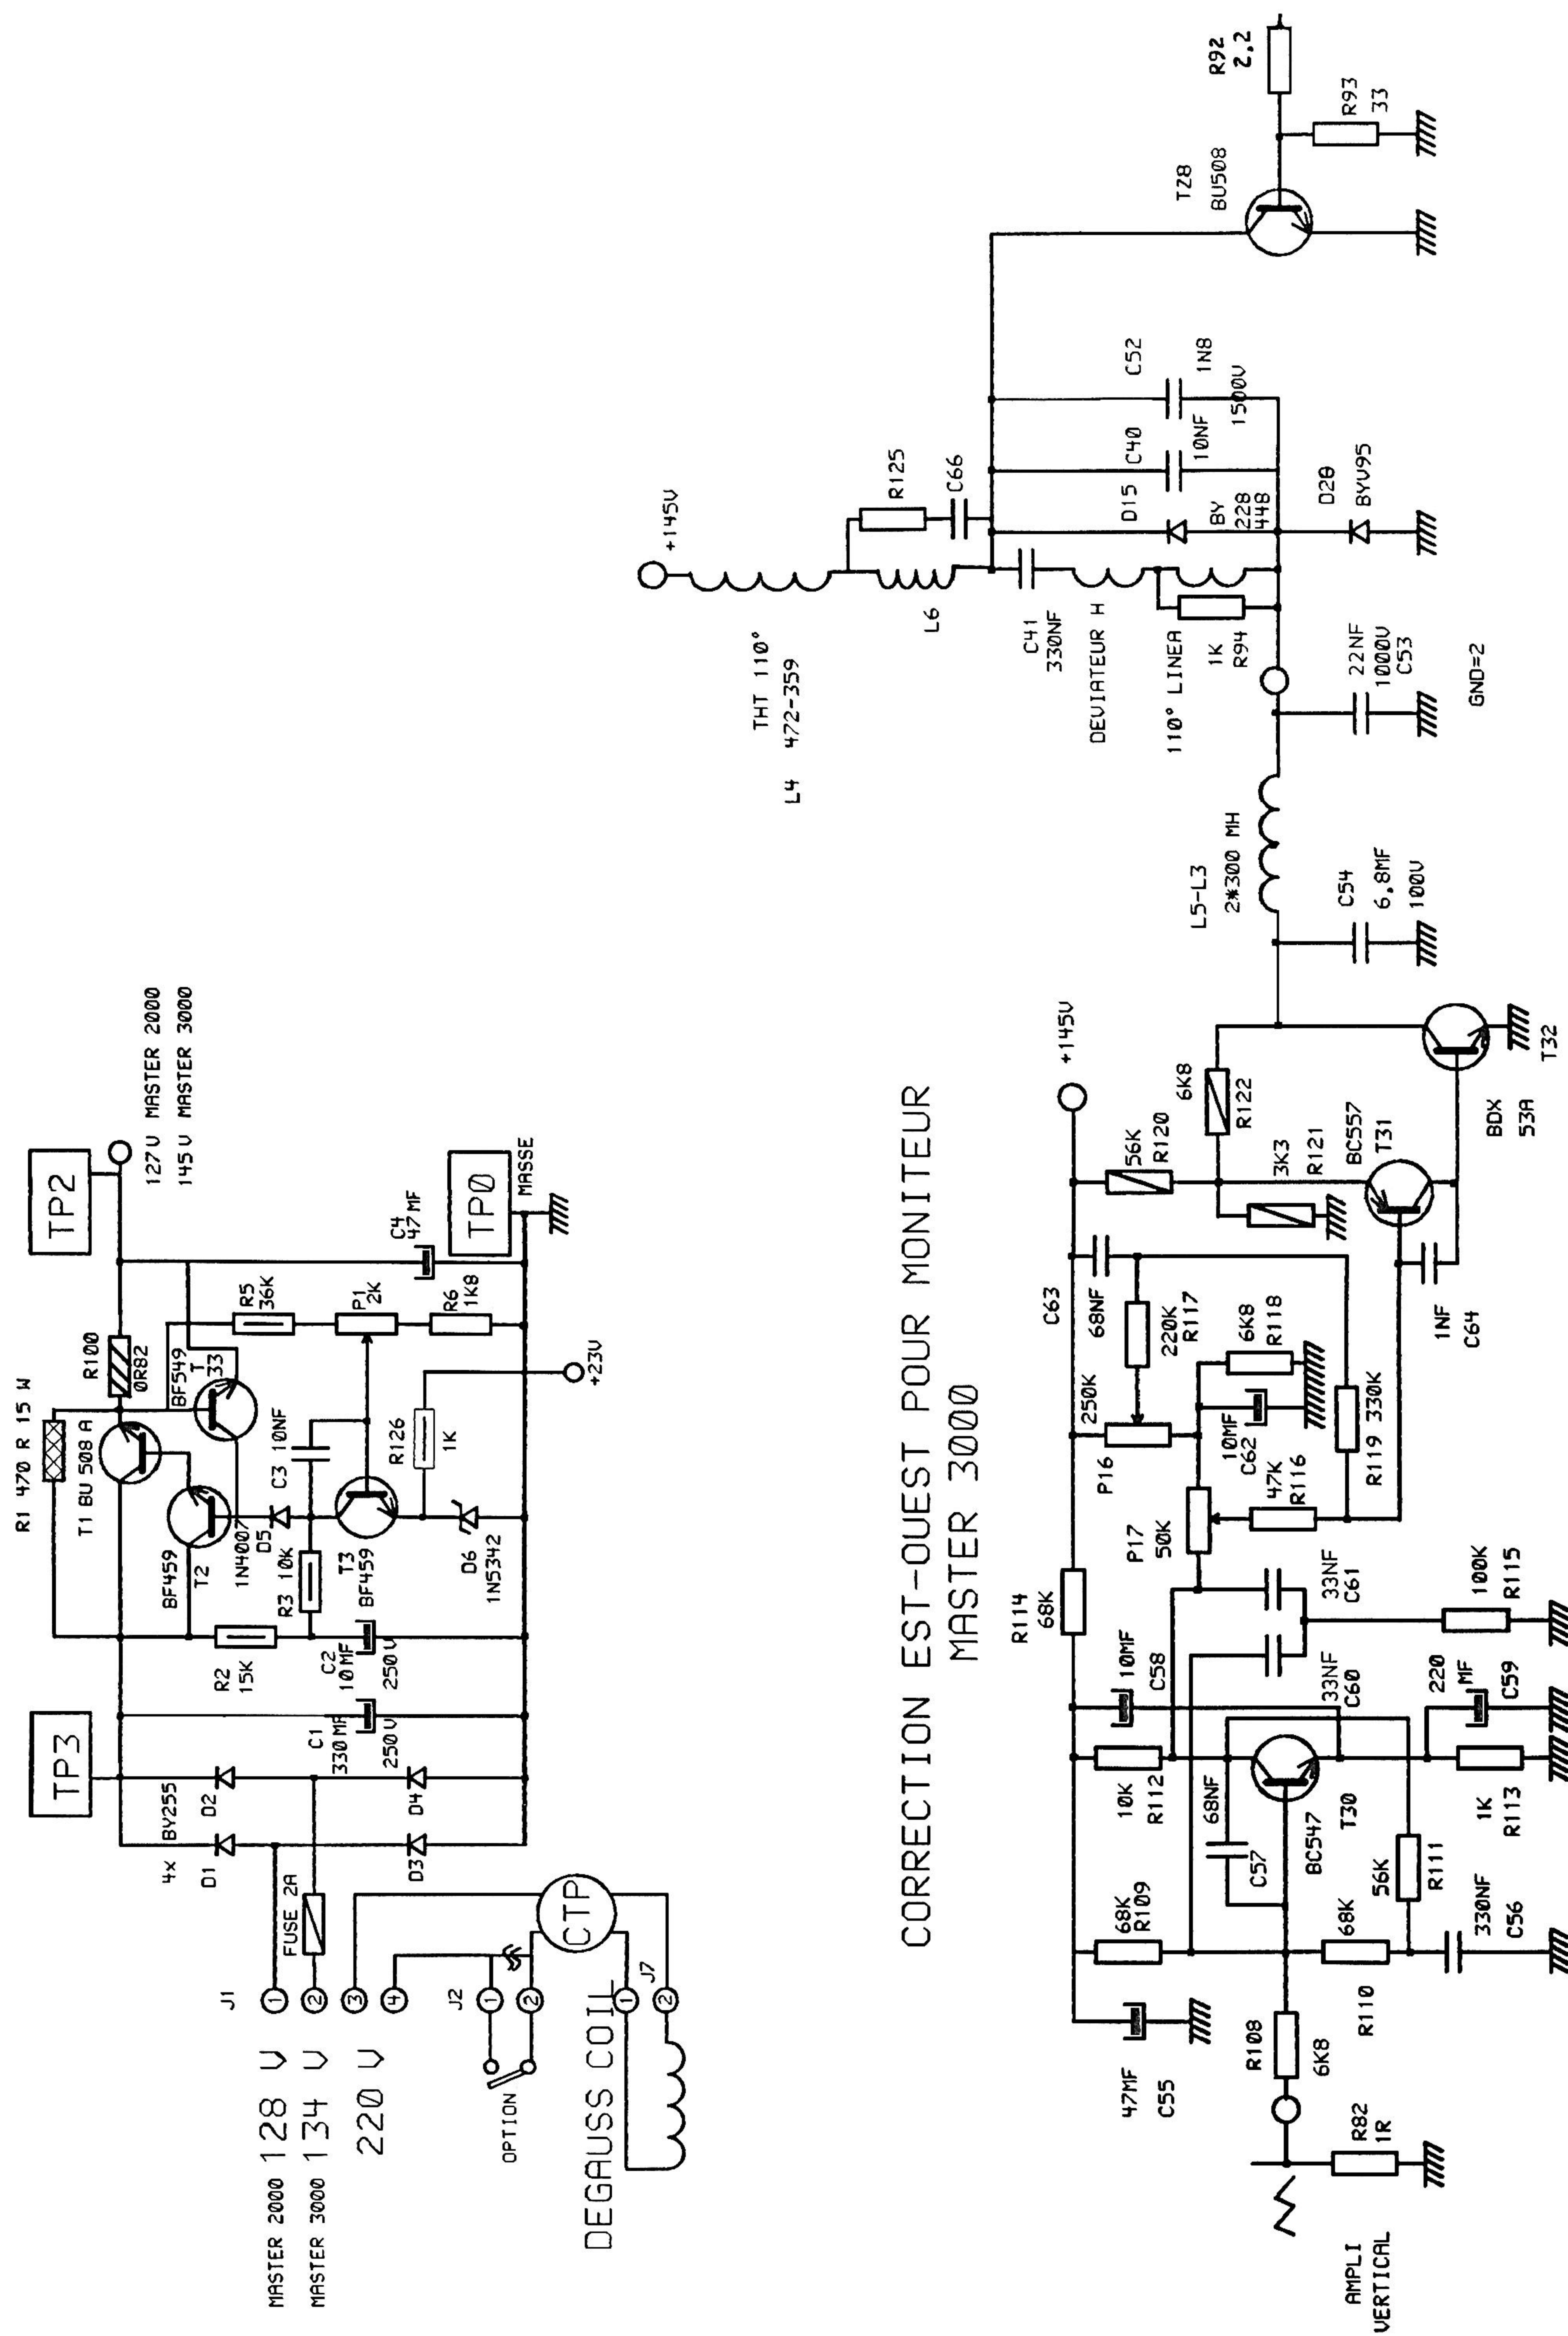 TP3
TP2
127V MASTER 2000
145V MASTER 3000
R1 470 R 15 W
T1 BU 508 A
R100
0R82
BF549
T
33
4x BY255
D1
D2
D3
D4
R2
15K
BF459
T2
1N4007
D5
C3 10NF
R3 10K
T3
BF459
R5
36K
P1
2K
R6
1K8
C4
47MF
TP0
MASSE
R126
1K
+23V
D6
1N5342
C1
330MF
250V
C2
10MF
250V
J1
FUSE 2A
1
2
3
4
MASTER 2000 128 V
MASTER 3000 134 V
220 V
J2
1
2
OPTION
CTP
J7
1
2
DEGAUSS COIL
CORRECTION EST-OUEST POUR MONITEUR
MASTER 3000
THT 110°
L4 472-359
+145V
L6
R125
C66
C41
330NF
DEVIATEUR H
110° LINEA
1K
R94
D15
BY
228
448
C40
10NF
C52
1N8
1500V
D20
BYV95
TZ8
BU508
R92
2,2
R93
33
22NF
1000V
C53
GND=2
L5-L3
2*300 MH
C54
6,8MF
100V
+145V
C63
68NF
56K
R120
6K8
R122
3K3
R121
BC557
T31
BDX
53A
T32
1NF
C64
220K
R117
250K
P16
6K8
R118
10MF
C62
R119 330K
47K
R116
P17
50K
R114
68K
33NF
C61
33NF
C60
100K
R115
10MF
C58
220
MF
C59
10K
R112
68NF
C57
BC547
T30
1K
R113
56K
R111
68K
R109
68K
R110
330NF
C56
47MF
C55
R108
6K8
R82
1R
AMPLI
VERTICAL